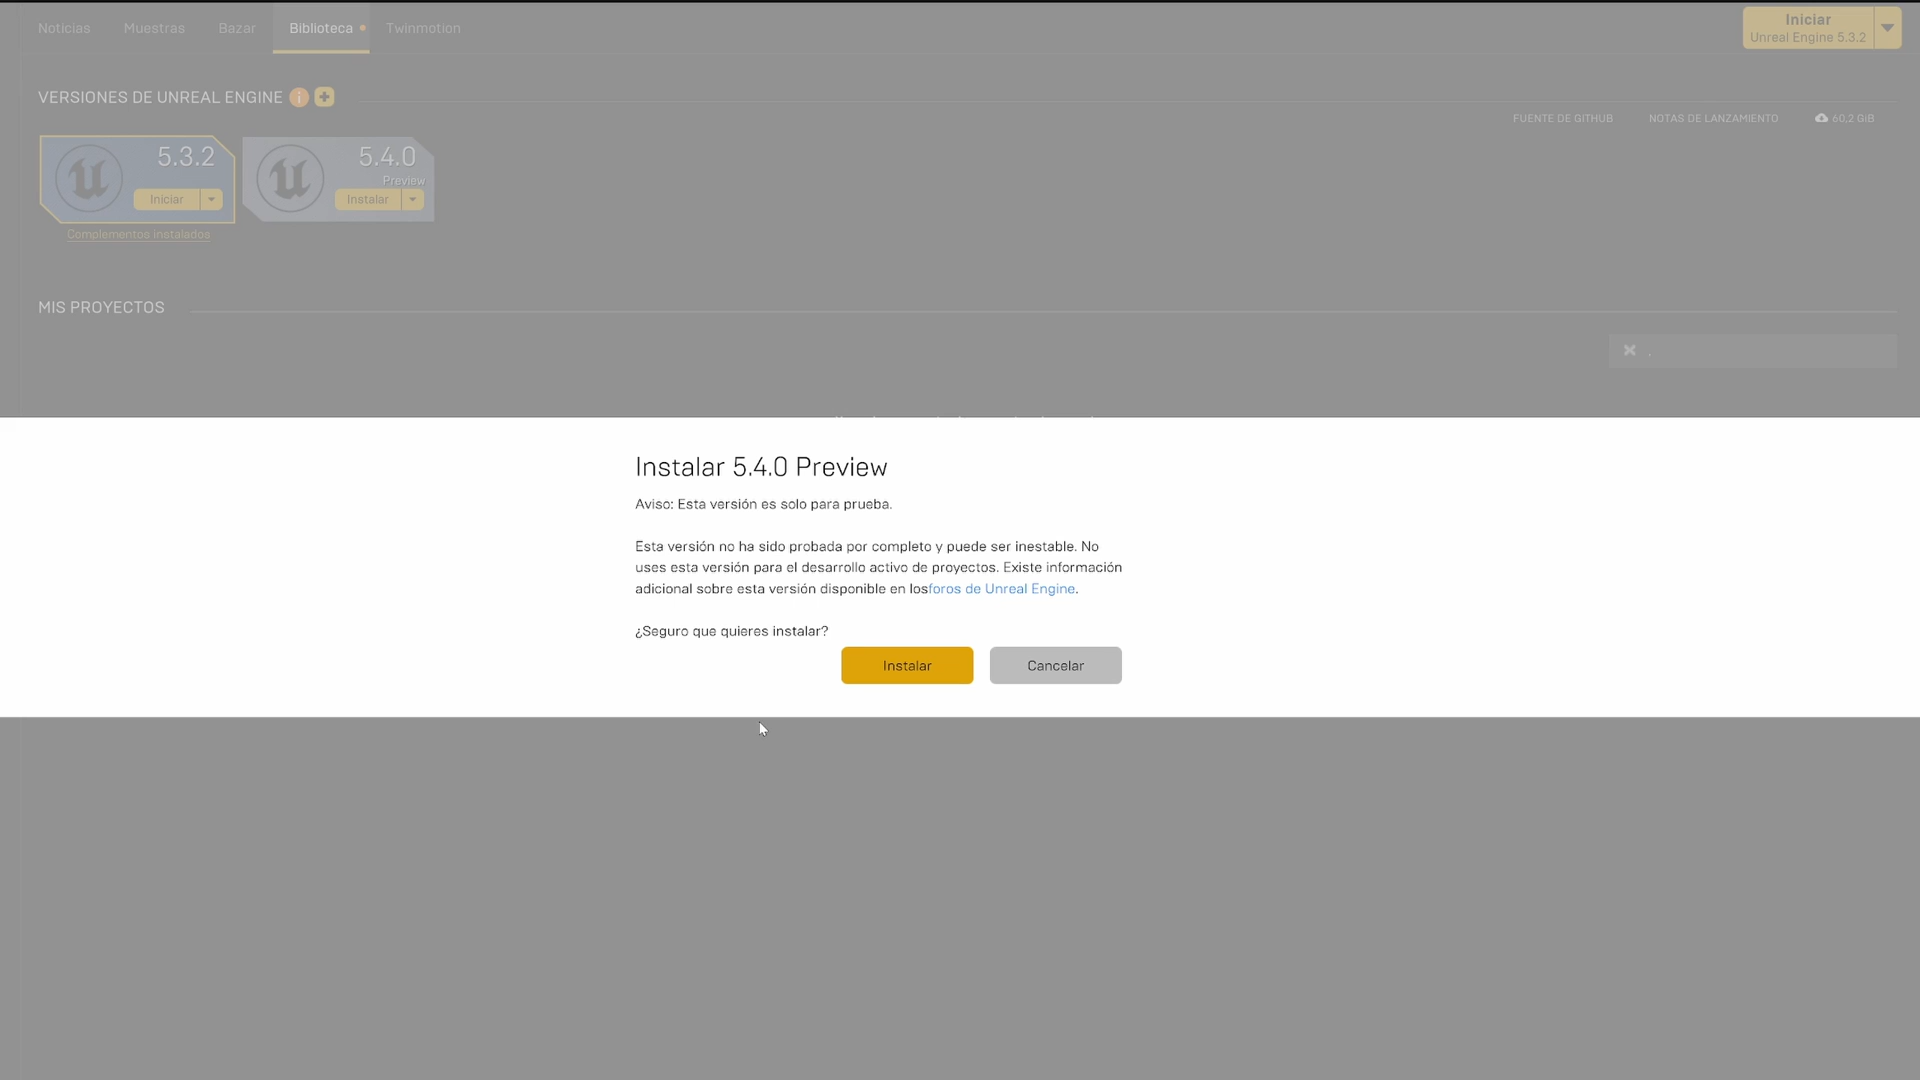 Noticias Muestras Bazar Biblioteca Twinmotion
Iniciar
Unreal Engine 5.3.2
VERSIONES DE UNREAL ENGINE
FUENTE DE GITHUB NOTAS DE LANZAMIENTO 60,2 GiB
5.3.2
Iniciar
Complementos instalados
5.4.0
Preview
Instalar
MIS PROYECTOS
,
Instalar 5.4.0 Preview
Aviso: Esta versión es solo para prueba.
Esta versión no ha sido probada por completo y puede ser inestable. No
uses esta versión para el desarrollo activo de proyectos. Existe información
adicional sobre esta versión disponible en losforos de Unreal Engine.
¿Seguro que quieres instalar?
Instalar Cancelar